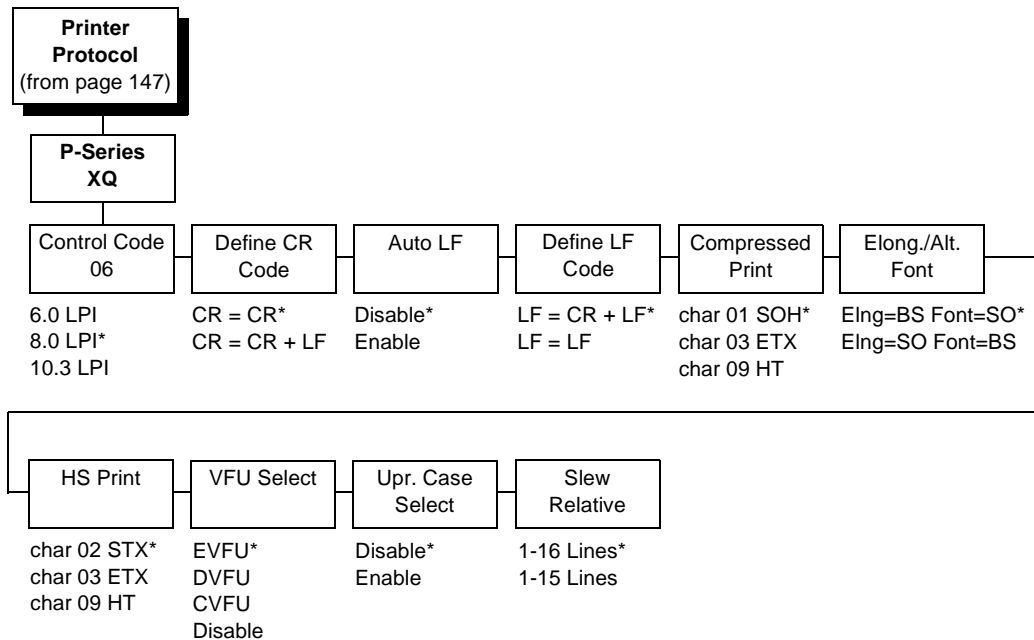 Printer
Protocol
(from page 147)
P-Series
XQ
Control Code
06
6.0 LPI
8.0 LPI*
10.3 LPI
Define CR
Code
CR = CR*
CR = CR + LF
Auto LF
Disable*
Enable
Define LF
Code
LF = CR + LF*
LF = LF
Compressed
Print
char 01 SOH*
char 03 ETX
char 09 HT
Elong./Alt.
Font
Elng=BS Font=SO*
Elng=SO Font=BS
HS Print
char 02 STX*
char 03 ETX
char 09 HT
VFU Select
EVFU*
DVFU
CVFU
Disable
Upr. Case
Select
Disable*
Enable
Slew
Relative
1-16 Lines*
1-15 Lines